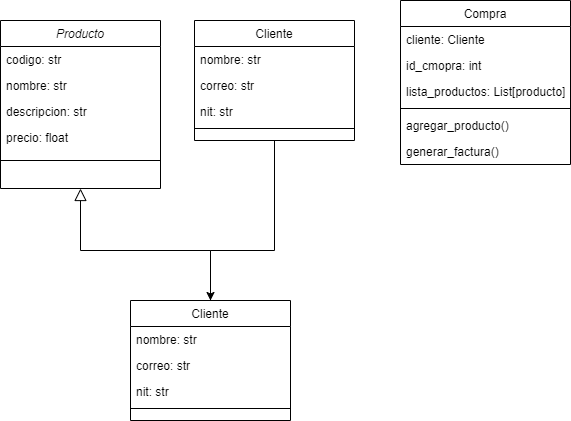 Producto
codigo: str
nombre: str
descripcion: str
precio: float
Cliente
nombre: str
correo: str
nit: str
Compra
cliente: Cliente
id_cmopra: int
lista_productos: List[producto]
agregar_producto()
generar_factura()
Cliente
nombre: str
correo: str
nit: str